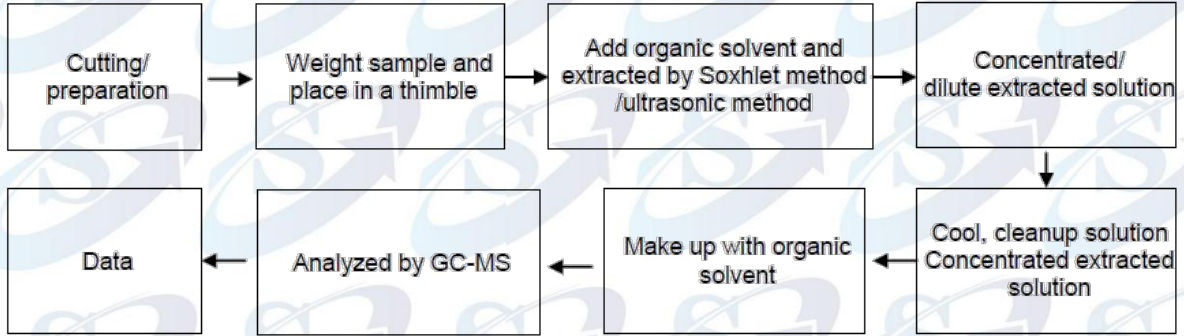 Cutting/
preparation
Weight sample and
place in a thimble
Add organic solvent and
extracted by Soxhlet method
/ultrasonic method
Concentrated/
dilute extracted solution
Cool, cleanup solution
Concentrated extracted
solution
Make up with organic
solvent
Analyzed by GC-MS
Data